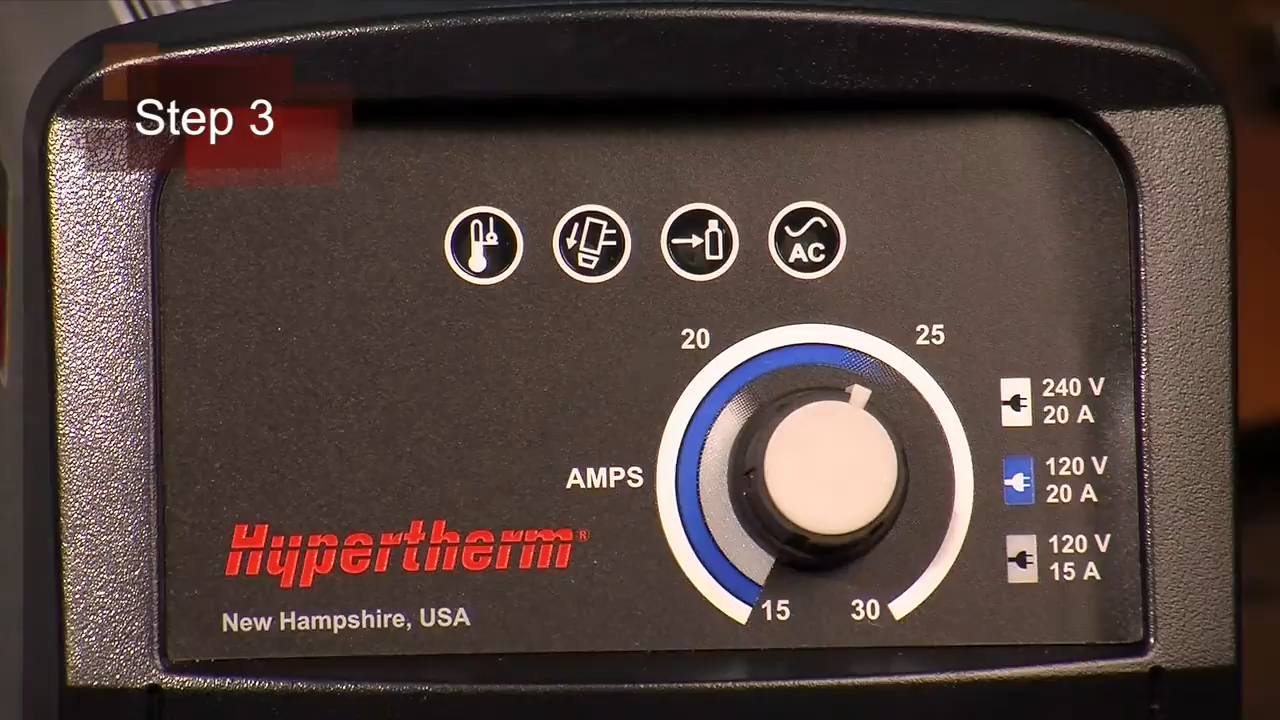 Step 3
AC
20
25
AMPS
15
30
240 V
20 A
120 V
20 A
120 V
15 A
Hypertherm®
New Hampshire, USA